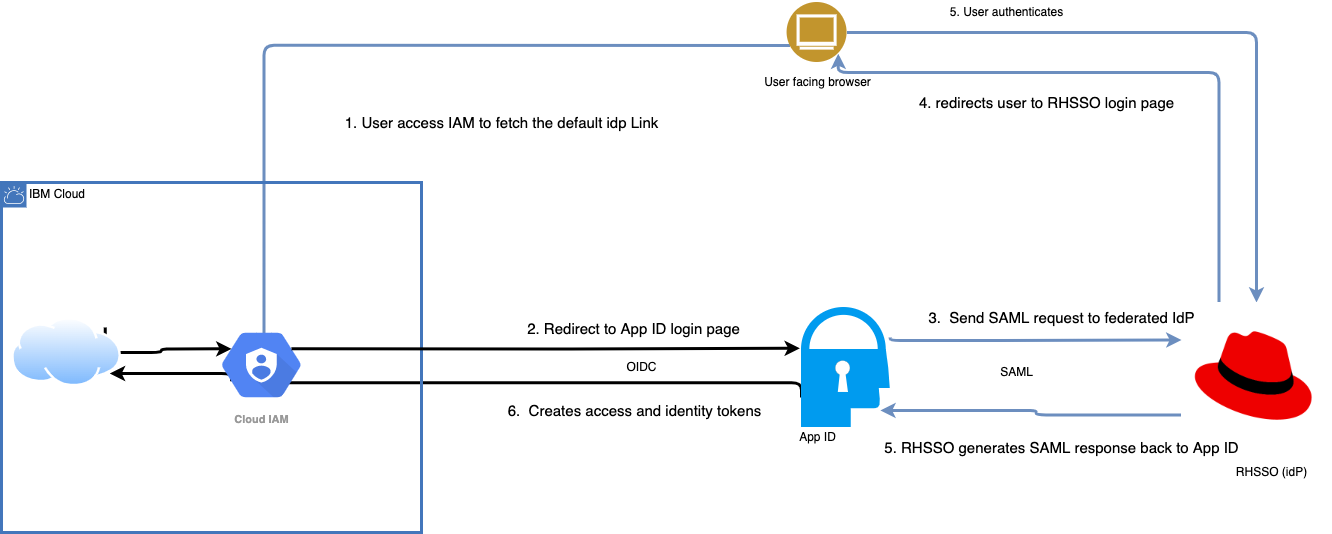 5. User authenticates
User facing browser
4. redirects user to RHSSO login page
1. User access IAM to fetch the default idp Link
IBM Cloud
2. Redirect to App ID login page
3. Send SAML request to federated IdP
OIDC
SAML
Cloud IAM
6. Creates access and identity tokens
App ID
5. RHSSO generates SAML response back to App ID
RHSSO (idP)